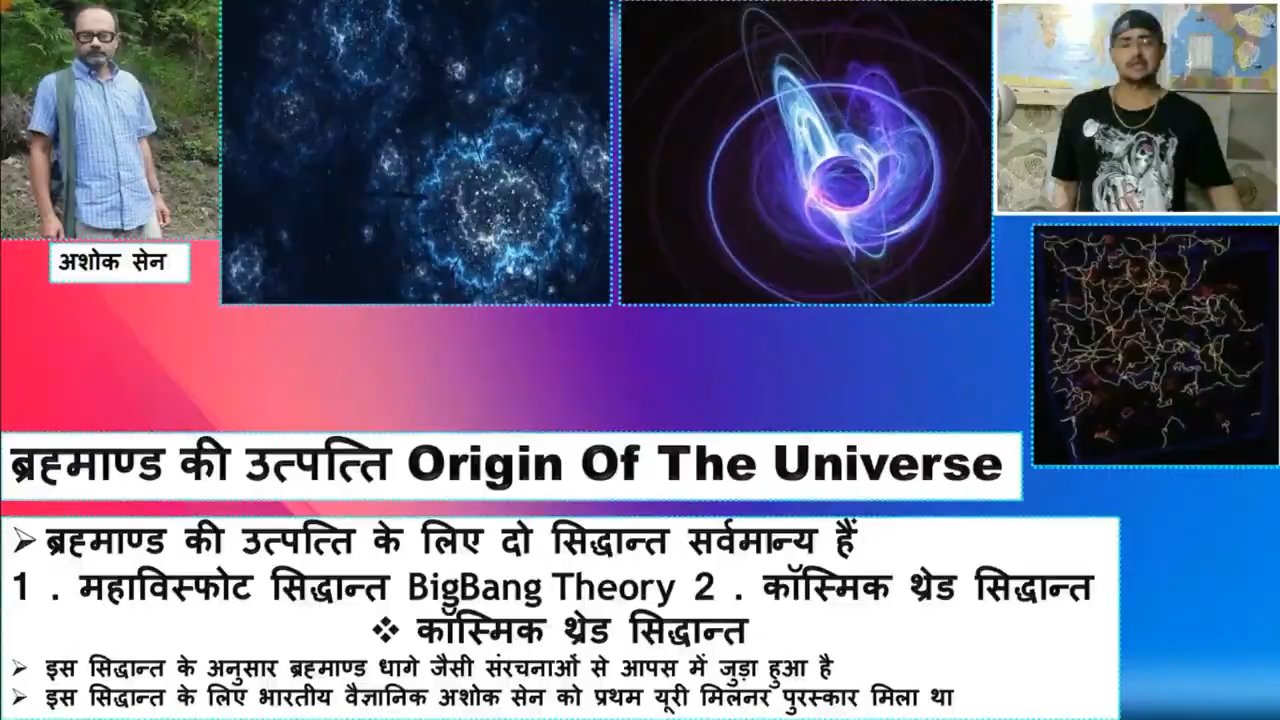 अशोक सेन
ब्रह्माण्ड की उत्पत्ति Origin Of The Universe
➢ ब्रह्माण्ड की उत्पत्ति के लिए दो सिद्धान्त सर्वमान्य हैं
1 . महाविस्फोट सिद्धान्त BigBang Theory 2 . कॉस्मिक थ्रेड सिद्धान्त
❖ कॉस्मिक थ्रेड सिद्धान्त
➢ इस सिद्धान्त के अनुसार ब्रह्माण्ड धागे जैसी संरचनाओं से आपस में जुड़ा हुआ है
➢ इस सिद्धान्त के लिए भारतीय वैज्ञानिक अशोक सेन को प्रथम यूरी मिलनर पुरस्कार मिला था